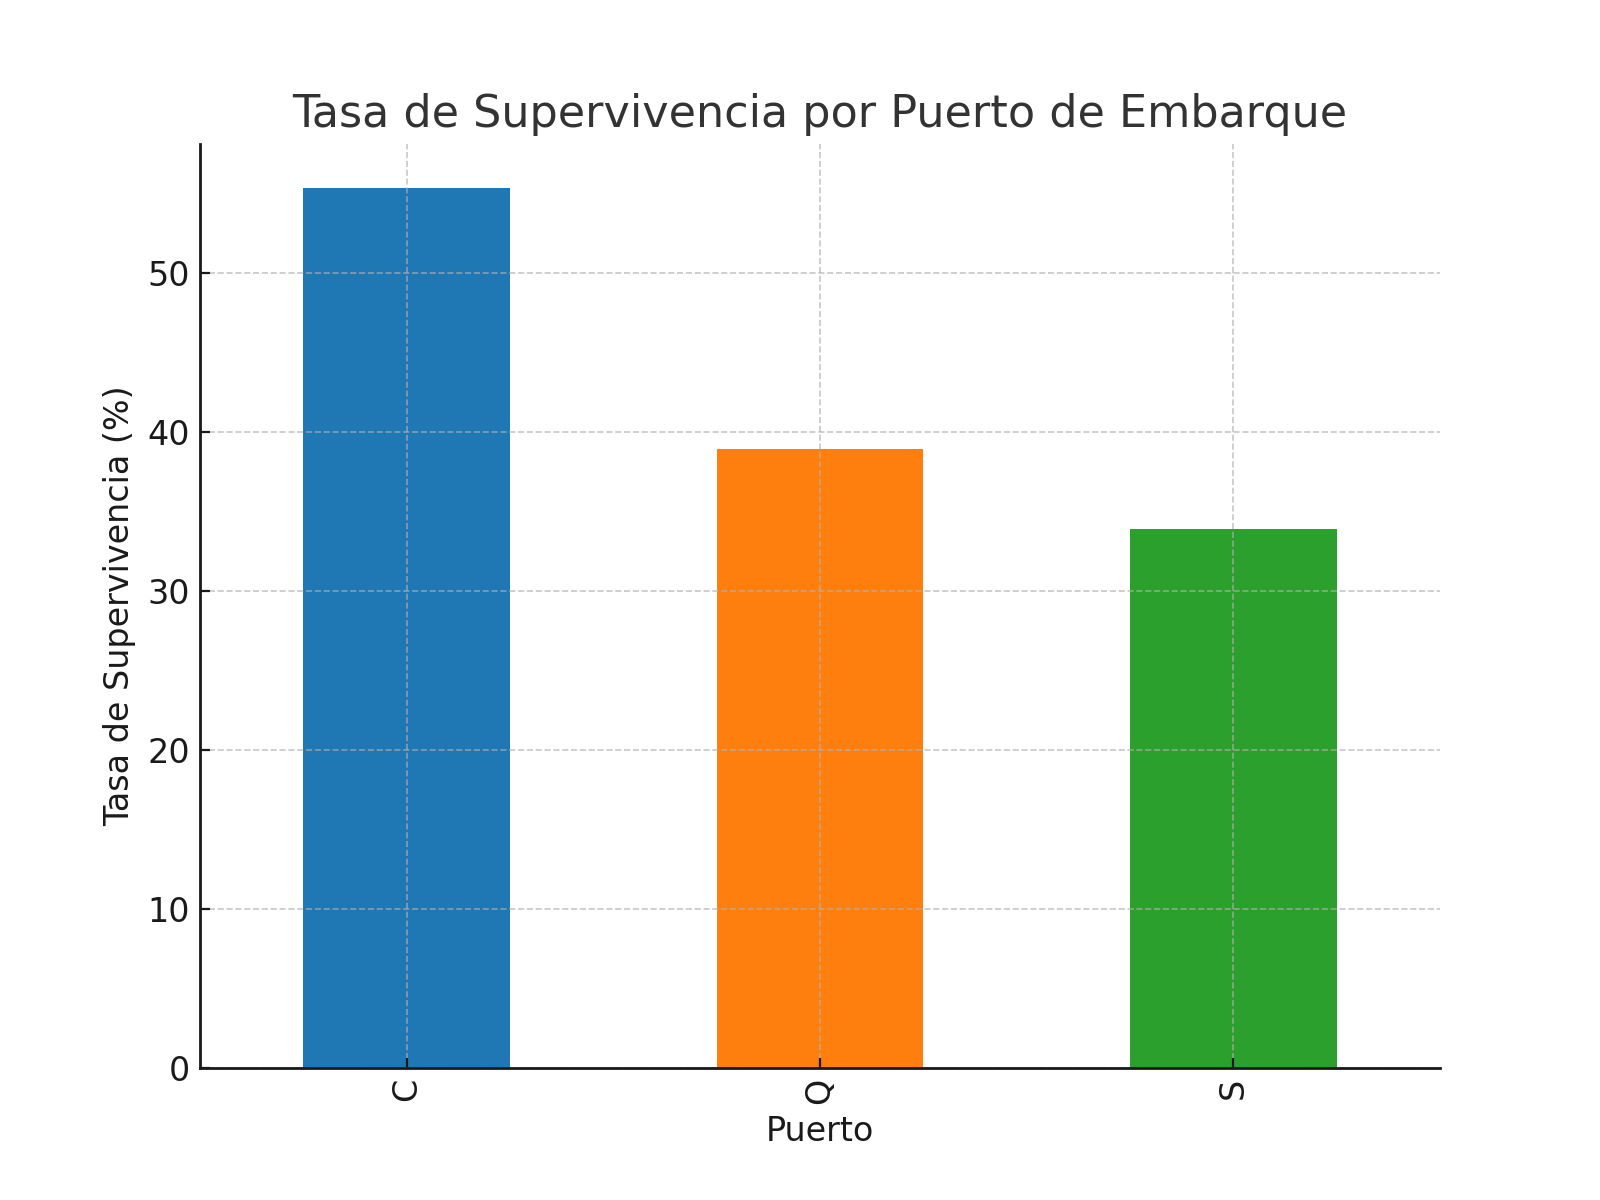 Tasa de Supervivencia por Puerto de Embarque
Tasa de Supervivencia (%)
50
40
30
20
10
0
C
Q
S
Puerto